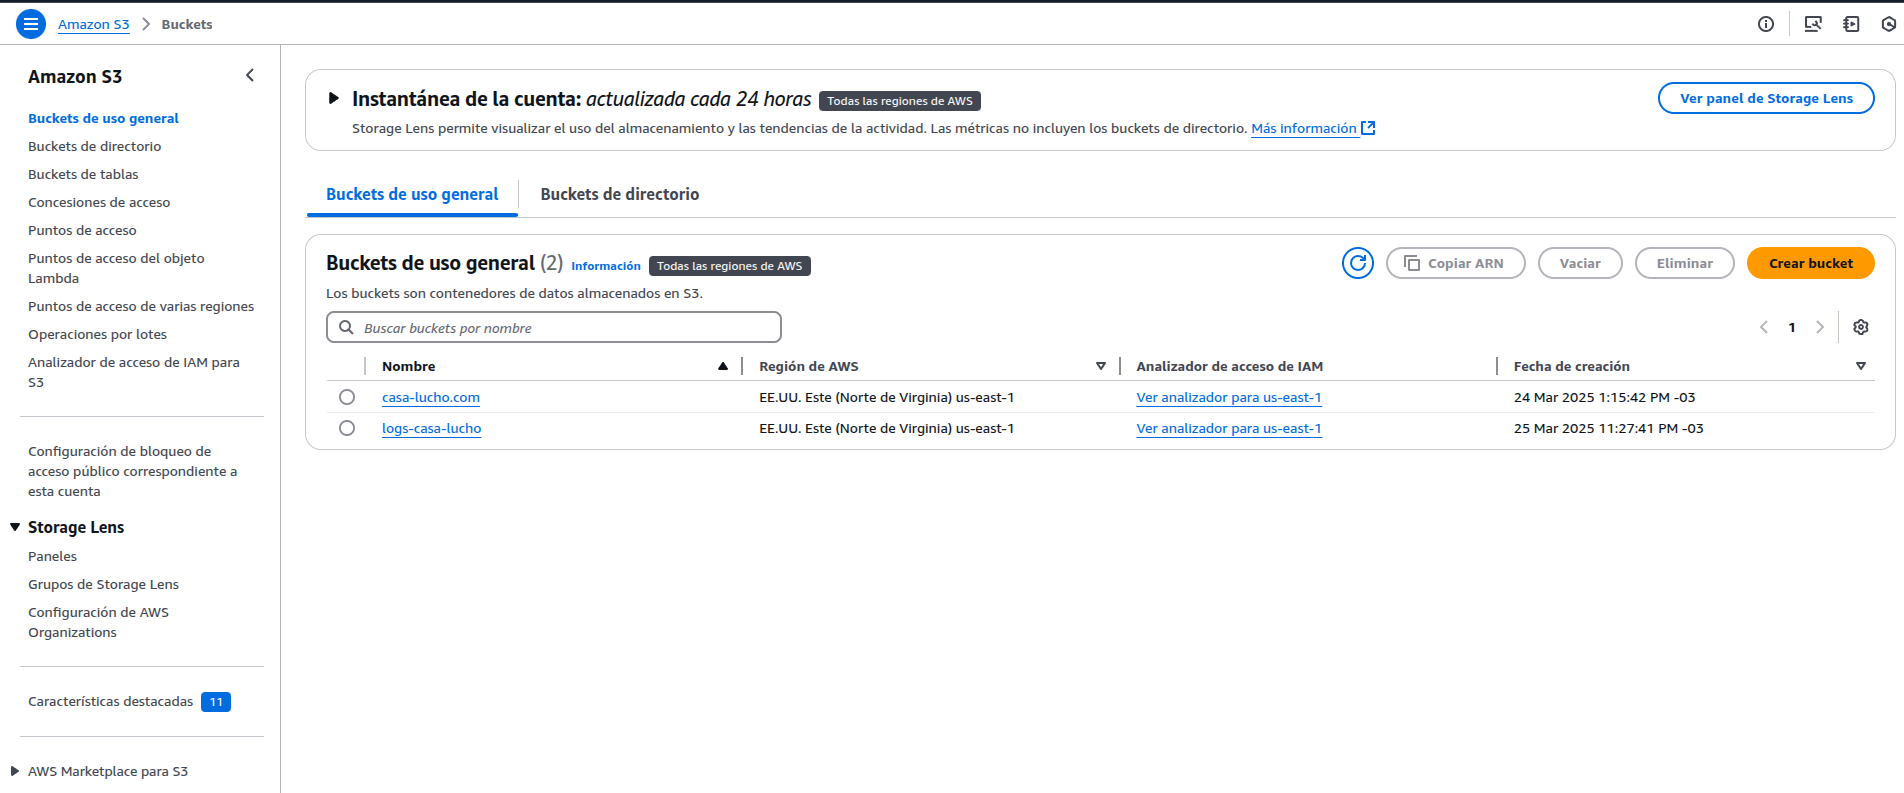 Amazon S3 > Buckets
Amazon S3
Buckets de uso general
Buckets de directorio
Buckets de tablas
Concesiones de acceso
Puntos de acceso
Puntos de acceso del objeto
Lambda
Puntos de acceso de varias regiones
Operaciones por lotes
Analizador de acceso de IAM para
S3
Configuración de bloqueo de
acceso público correspondiente a
esta cuenta
Storage Lens
Paneles
Grupos de Storage Lens
Configuración de AWS
Organizations
Características destacadas 11
AWS Marketplace para S3
Instantánea de la cuenta: actualizada cada 24 horas Todas las regiones de AWS
Ver panel de Storage Lens
Storage Lens permite visualizar el uso del almacenamiento y las tendencias de la actividad. Las métricas no incluyen los buckets de directorio. Más información
Buckets de uso general Buckets de directorio
Buckets de uso general (2) Información Todas las regiones de AWS
Copiar ARN Vaciar Eliminar Crear bucket
Los buckets son contenedores de datos almacenados en S3.
Buscar buckets por nombre
1
Nombre Región de AWS Analizador de acceso de IAM Fecha de creación
casa-lucho.com EE.UU. Este (Norte de Virginia) us-east-1 Ver analizador para us-east-1 24 Mar 2025 1:15:42 PM -03
logs-casa-lucho EE.UU. Este (Norte de Virginia) us-east-1 Ver analizador para us-east-1 25 Mar 2025 11:27:41 PM -03